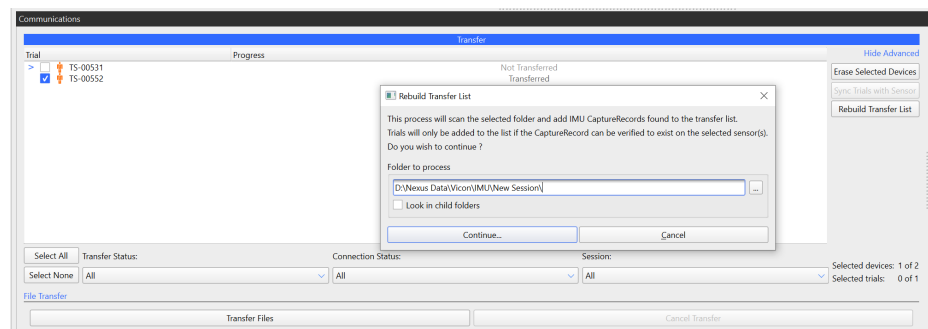 Communications
Transfer
Trial Progress Hide Advanced
> TS-00531 Not Transferred
TS-00552 Transferred
Erase Selected Devices
Sync Trials with Sensor
Rebuild Transfer List
Rebuild Transfer List
This process will scan the selected folder and add IMU CaptureRecords found to the transfer list.
Trials will only be added to the list if the CaptureRecord can be verified to exist on the selected sensor(s).
Do you wish to continue ?
Folder to process
D:\Nexus Data\Vicon\IMU\New Session\
...
Look in child folders
Continue... Cancel
Select All Transfer Status: Connection Status: Session:
Select None All All All
Selected devices: 1 of 2
Selected trials: 0 of 1
File Transfer
Transfer Files Cancel Transfer